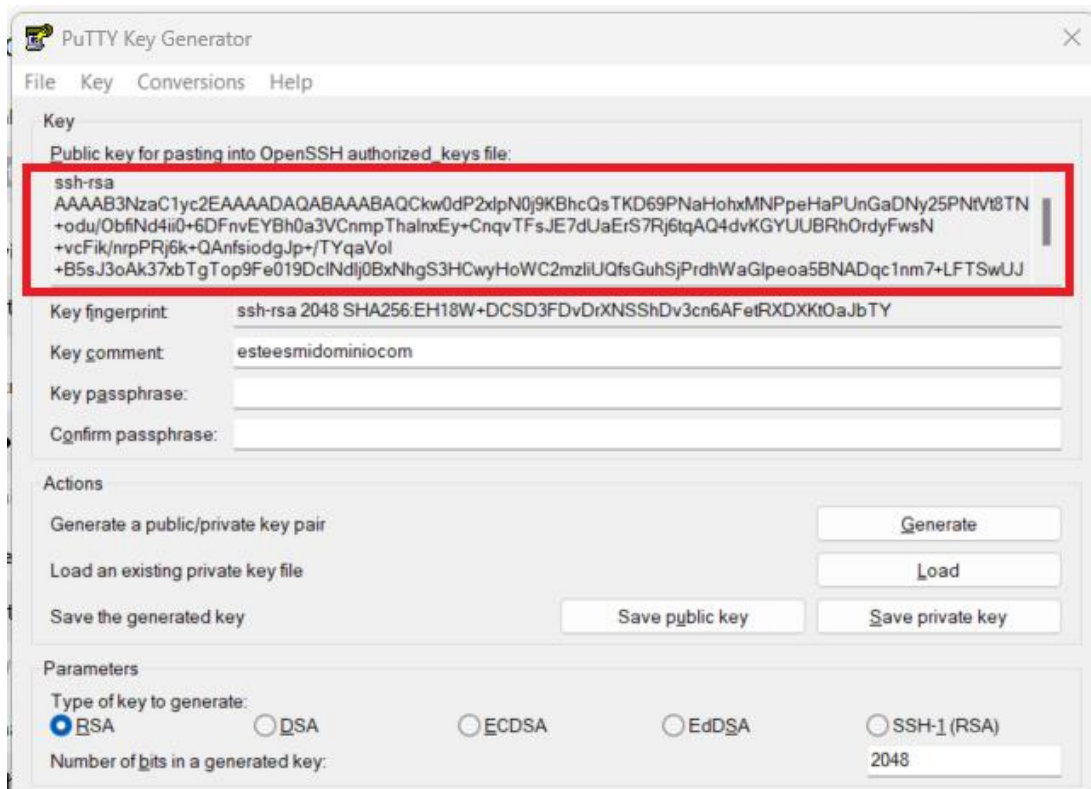 PuTTY Key Generator
File Key Conversions Help
Key
Public key for pasting into OpenSSH authorized_keys file:
ssh-rsa
AAAAB3NzaC1yc2EAAAADAQABAAABAQCkw0dP2xlpN0j9KBhcQsTKD69PNaHohxMNPpeHaPUnGaDNy25PNtVt8TN
+odu/ObfiNd4ii0+6DFnvEYBh0a3VCnmpThaInxEy+CnqvTFsJE7dUaErS7Rj6tqAQ4dvKGYUUBRhOrdyFwsN
+vcFik/nrpPRj6k+QAnfsiodgJp+/TYqaVol
+B5sJ3oAk37xbTgTop9Fe019DclNdlj0BxNhgS3HCwyHoWC2mzliUQfsGuhSjPrdhWaGlpeoa5BNADqc1nm7+LFTSwUJ
Key fingerprint: ssh-rsa 2048 SHA256:EH18W+DCSD3FDvDrXNSShDv3cn6AFetRXDXKtOaJbTY
Key comment: esteesmidominiocom
Key passphrase:
Confirm passphrase:
Actions
Generate a public/private key pair Generate
Load an existing private key file Load
Save the generated key Save public key Save private key
Parameters
Type of key to generate:
RSA DSA ECDSA EdDSA SSH-1 (RSA)
Number of bits in a generated key: 2048